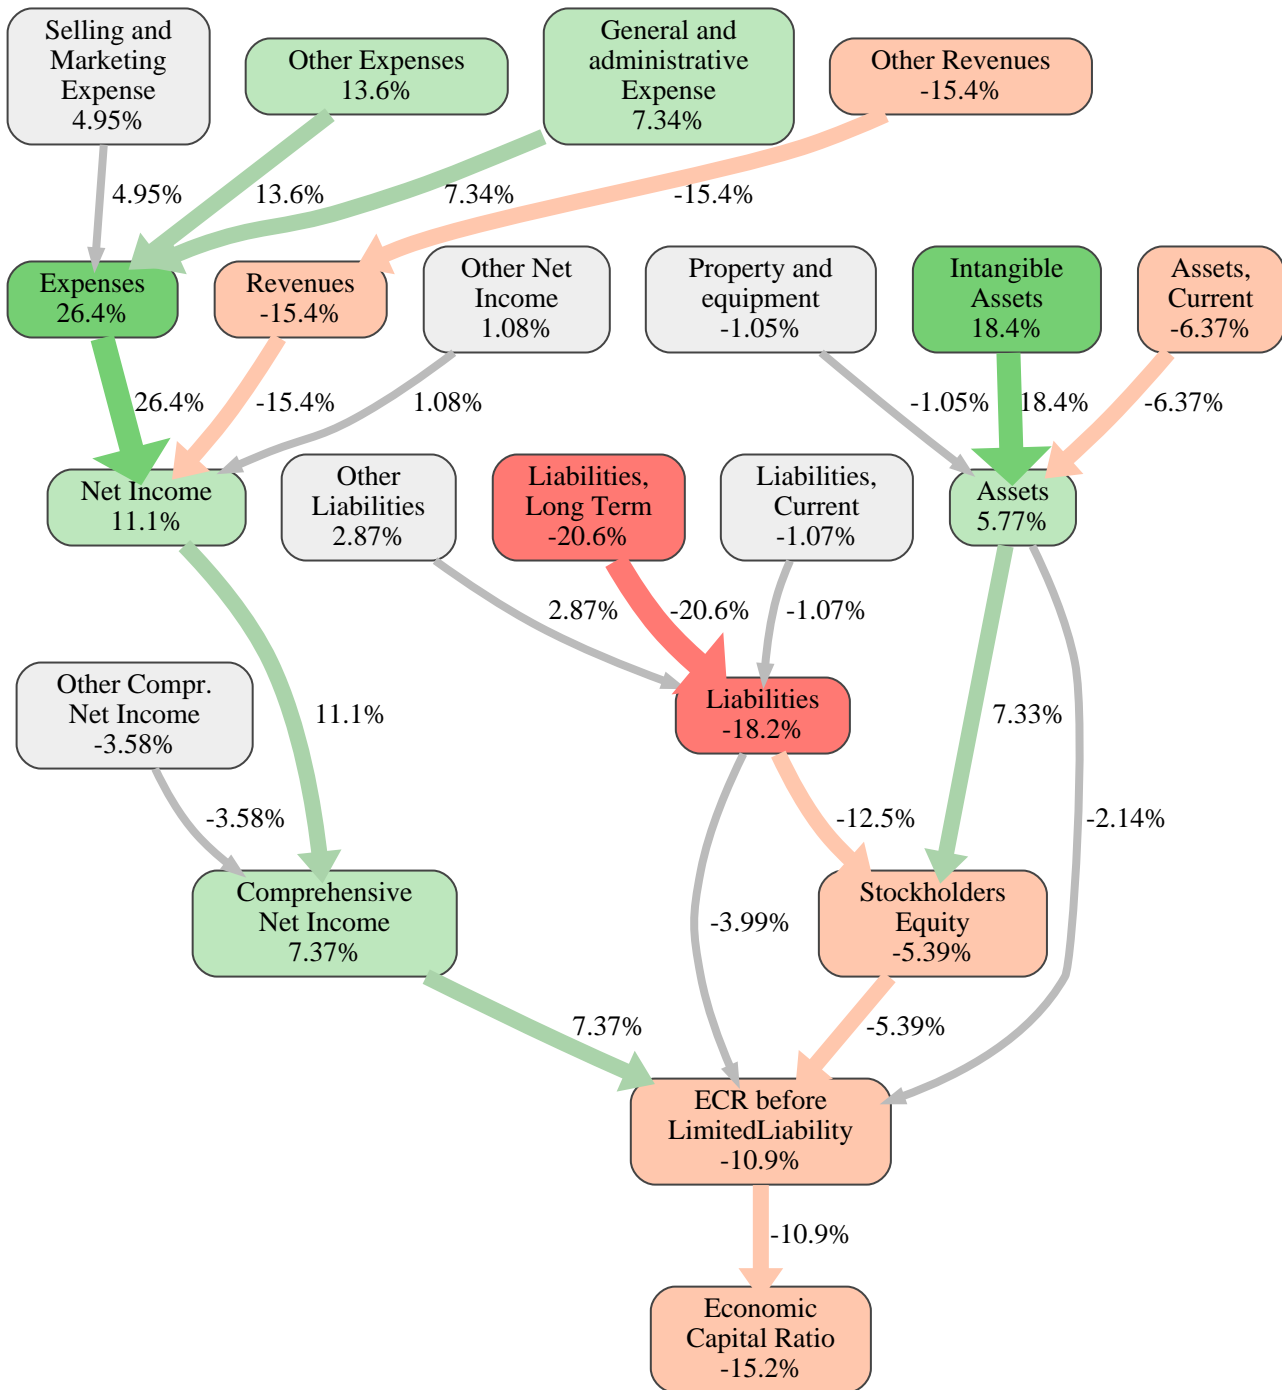 Selling and
Marketing
Expense
4.95%
Other Expenses
13.6%
General and
administrative
Expense
7.34%
Other Revenues
-15.4%
4.95%
13.6%
7.34%
-15.4%
Expenses
26.4%
Revenues
-15.4%
Other Net
Income
1.08%
Property and
equipment
-1.05%
Intangible
Assets
18.4%
Assets,
Current
-6.37%
26.4%
-15.4%
1.08%
-1.05%
18.4%
-6.37%
Net Income
11.1%
Other
Liabilities
2.87%
Liabilities,
Long Term
-20.6%
Liabilities,
Current
-1.07%
Assets
5.77%
2.87%
-20.6%
-1.07%
Other Compr.
Net Income
-3.58%
11.1%
Liabilities
-18.2%
7.33%
-3.58%
-12.5%
-2.14%
Comprehensive
Net Income
7.37%
-3.99%
Stockholders
Equity
-5.39%
7.37%
-5.39%
ECR before
LimitedLiability
-10.9%
-10.9%
Economic
Capital Ratio
-15.2%